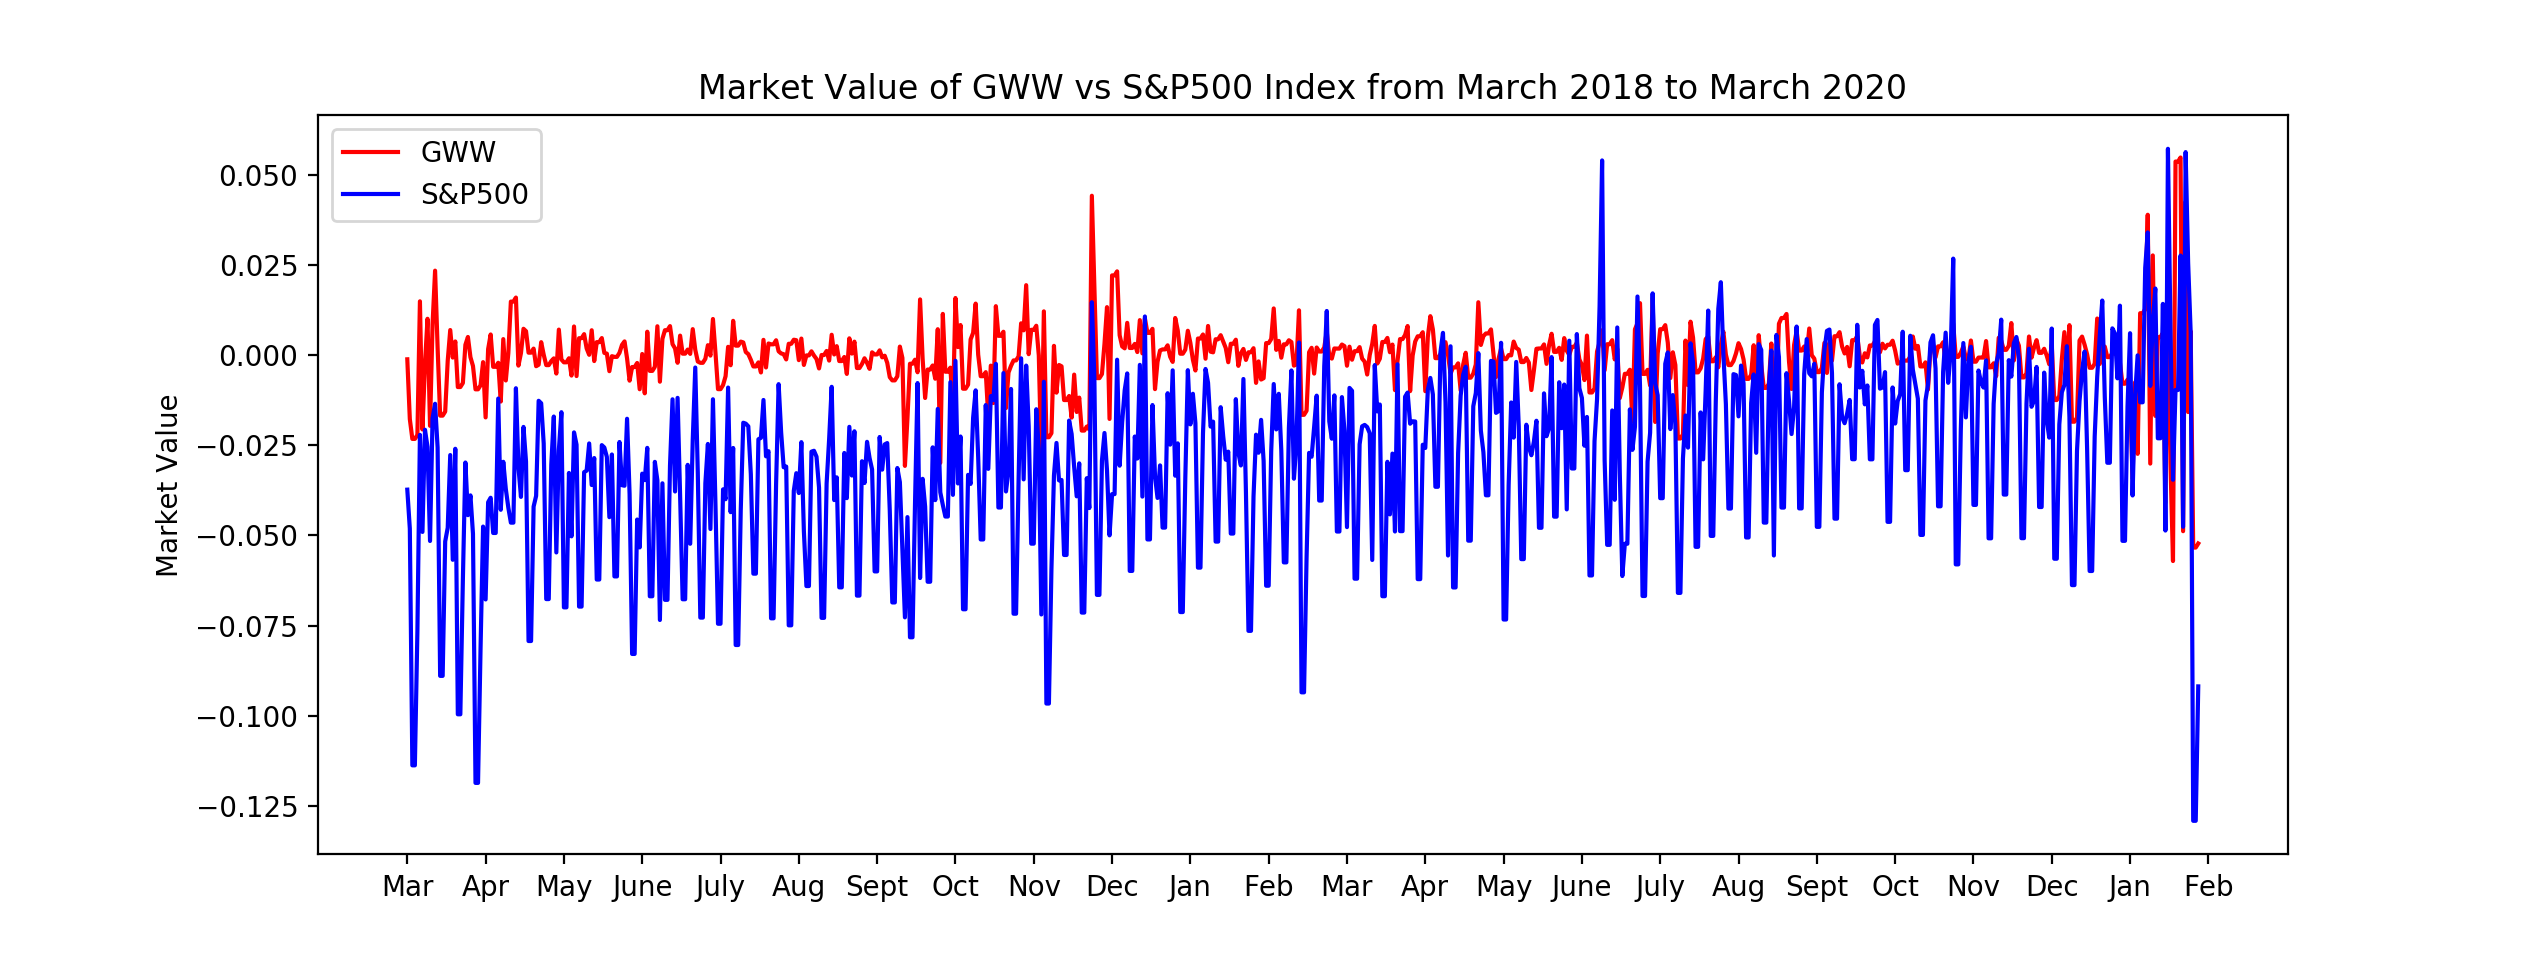 Market Value of GWW vs S&P500 Index from March 2018 to March 2020
GWW
S&P500
Market Value
0.050
0.025
0.000
−0.025
−0.050
−0.075
−0.100
−0.125
Mar Apr May June July Aug Sept Oct Nov Dec Jan Feb Mar Apr May June July Aug Sept Oct Nov Dec Jan Feb